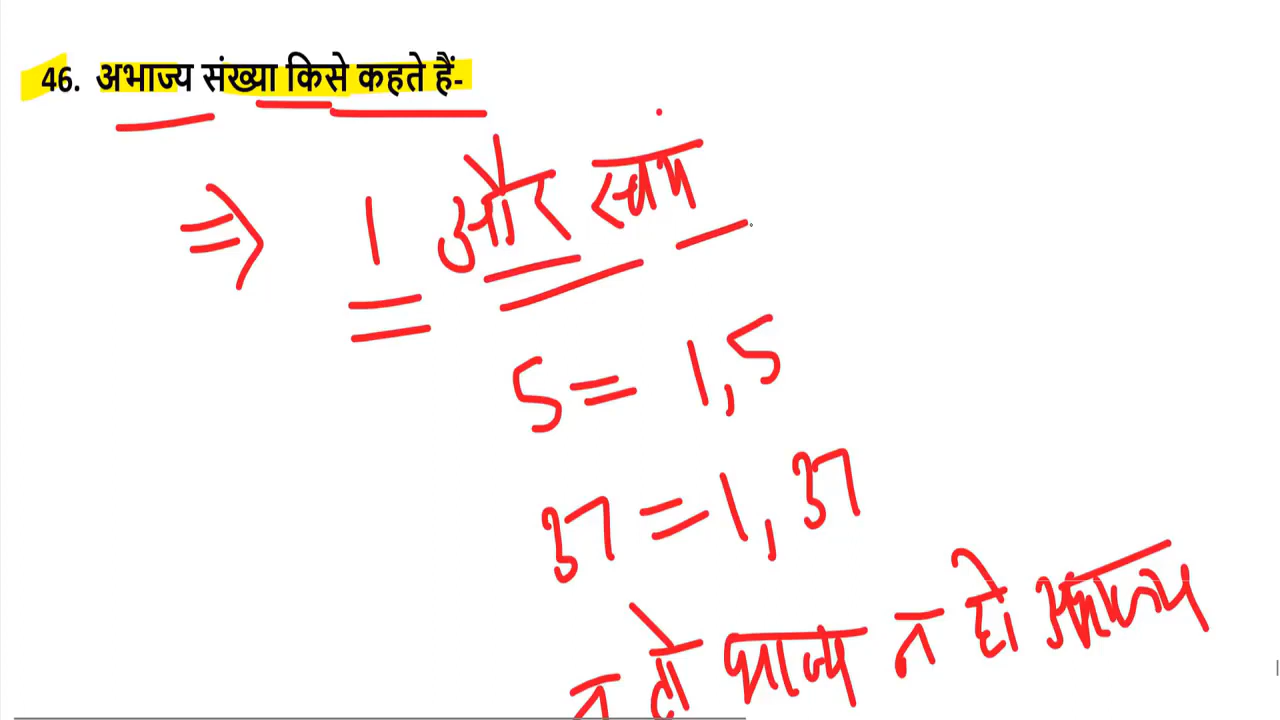 46. अभाज्य संख्या किसे कहते हैं-
⇒ 1 और स्वयं
5 = 1,5
37 = 1, 37
न तो भाज्य न हो अभाज्य